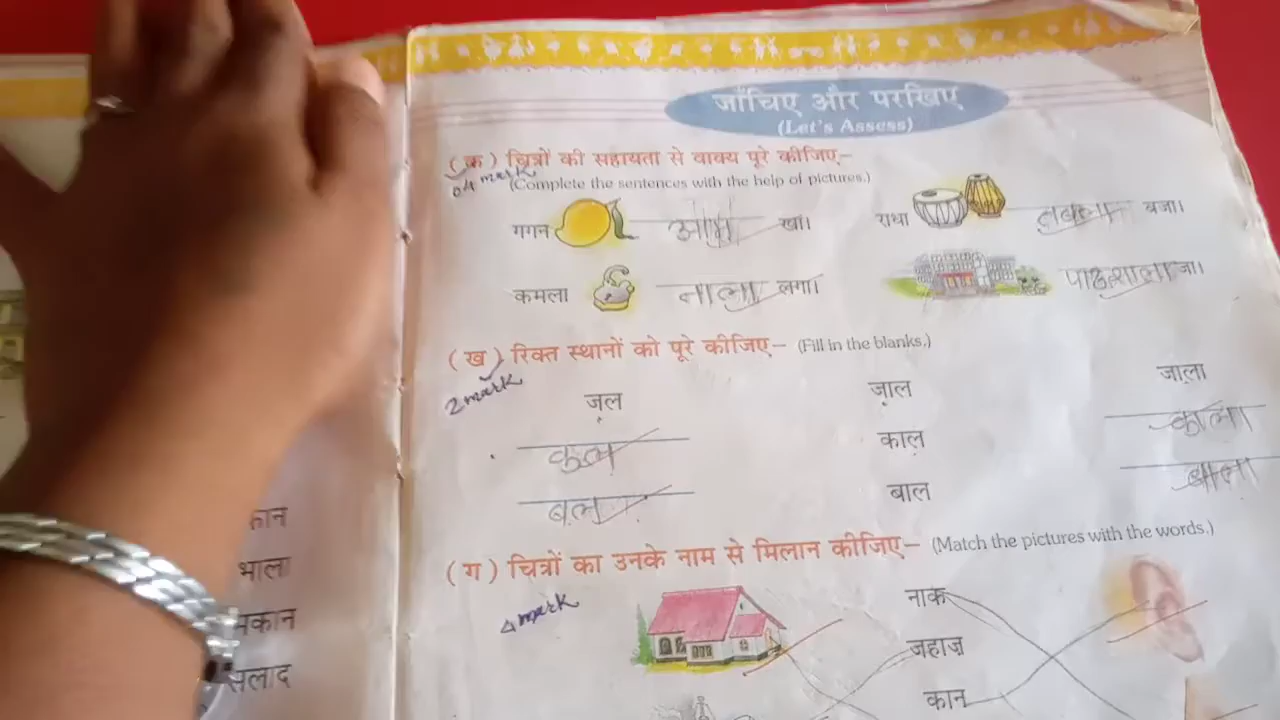 जाँचिए और परखिए
(Let's Assess)
(क) चित्रों की सहायता से वाक्य पूरे कीजिए–
04 mark (Complete the sentences with the help of pictures.)
गगन आम खा। राधा तबला बजा।
कमला ताला लगा। पाठशाला जा।
(ख) रिक्त स्थानों को पूरे कीजिए– (Fill in the blanks.)
2 mark
जल जाल जाला
कल काल काला
बल बाल बाला
(ग) चित्रों का उनके नाम से मिलान कीजिए– (Match the pictures with the words.)
4 mark
नाक
जहाज़
कान
कान
भाला
मकान
सलाद